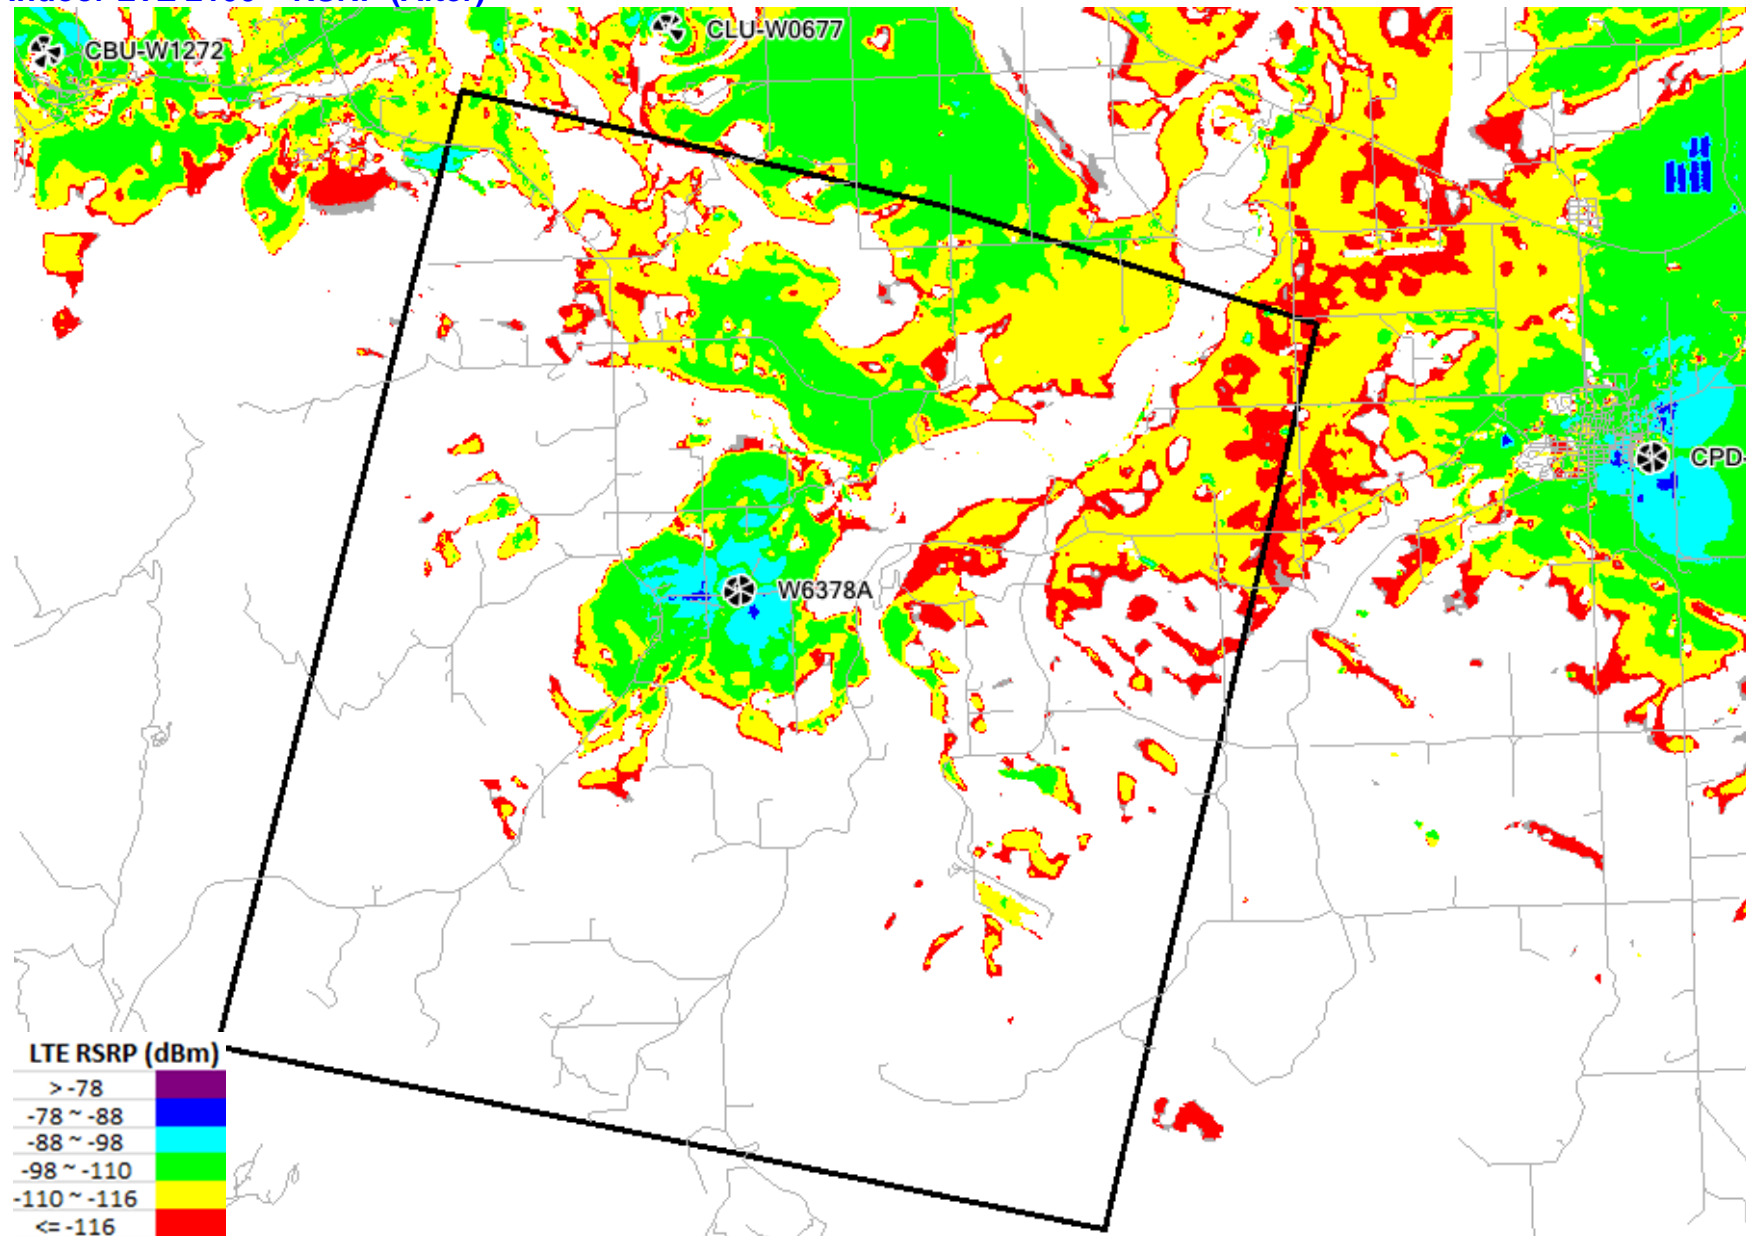 CBU-W1272
CLU-W0677
CPD-
W6378A
LTE RSRP (dBm)
> -78
-78 ~ -88
-88 ~ -98
-98 ~ -110
-110 ~ -116
<= -116